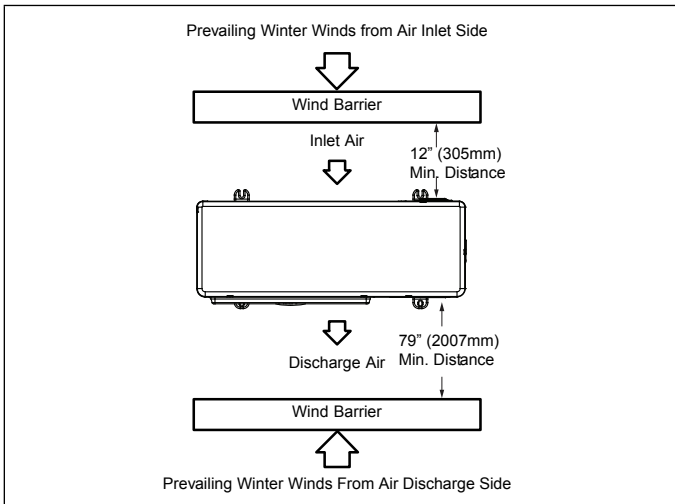 Prevailing Winter Winds from Air Inlet Side
Wind Barrier
Inlet Air
12" (305mm)
Min. Distance
79" (2007mm)
Min. Distance
Discharge Air
Wind Barrier
Prevailing Winter Winds From Air Discharge Side